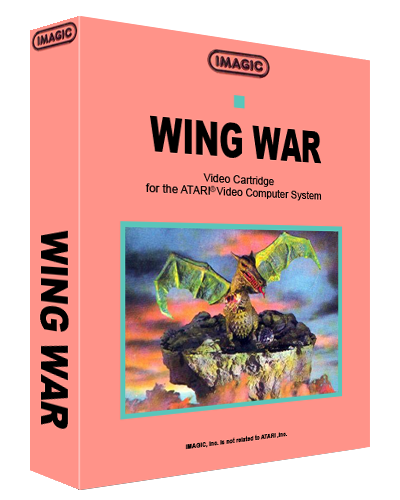 IMAGIC
WING WAR
IMAGIC
WING WAR
Video Cartridge
for the ATARI® Video Computer System
IMAGIC, Inc. is not related to ATARI ,Inc.